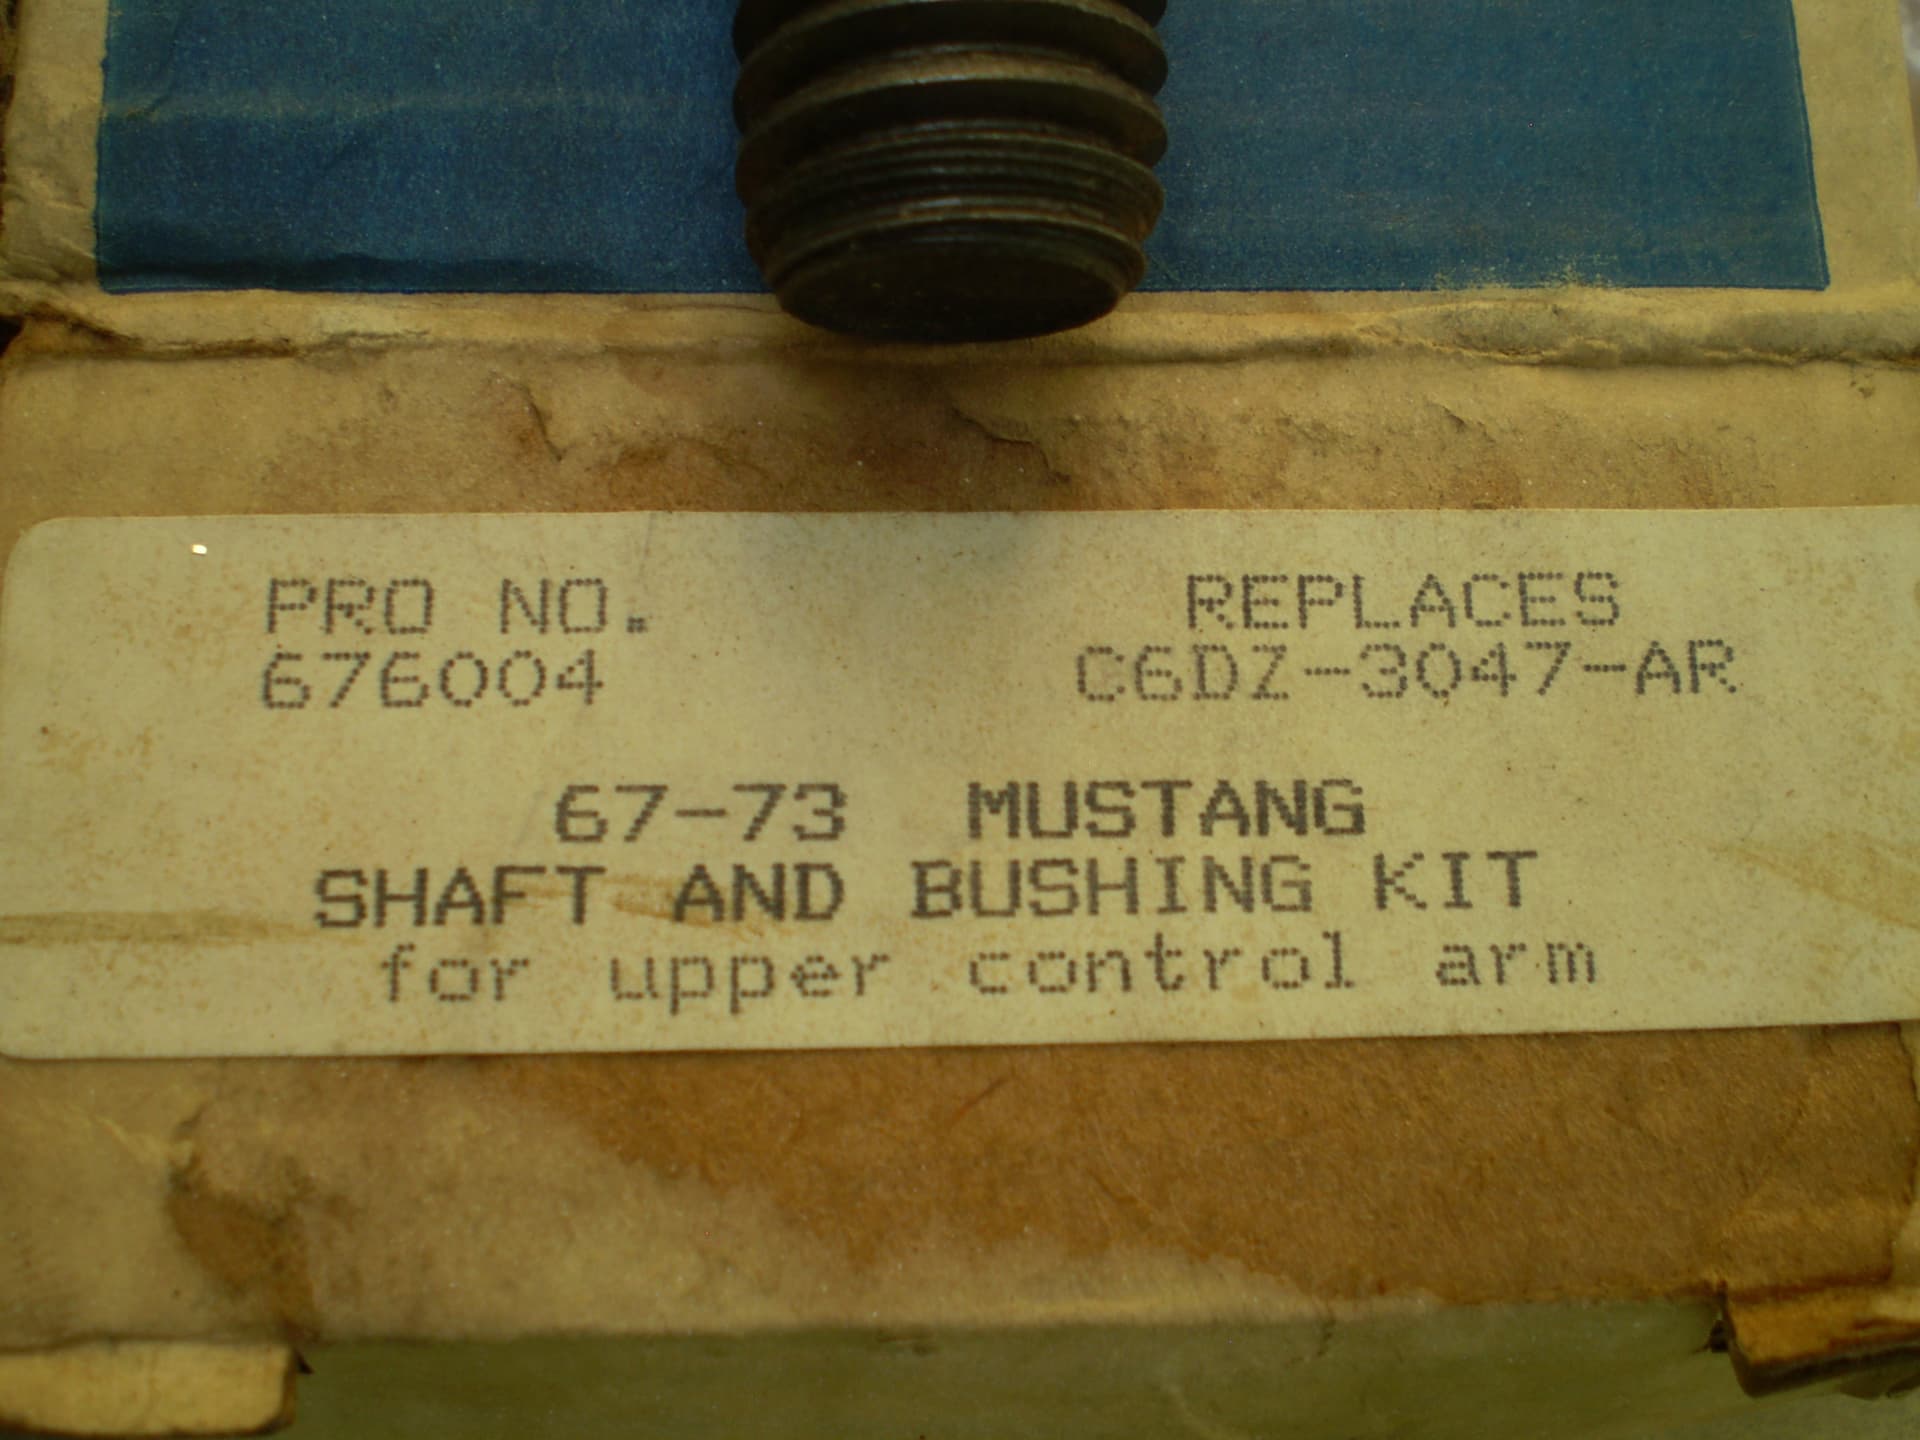 PRO NO. REPLACES
676004 C6DZ-3047-AR
67-73 MUSTANG
SHAFT AND BUSHING KIT
for upper control arm